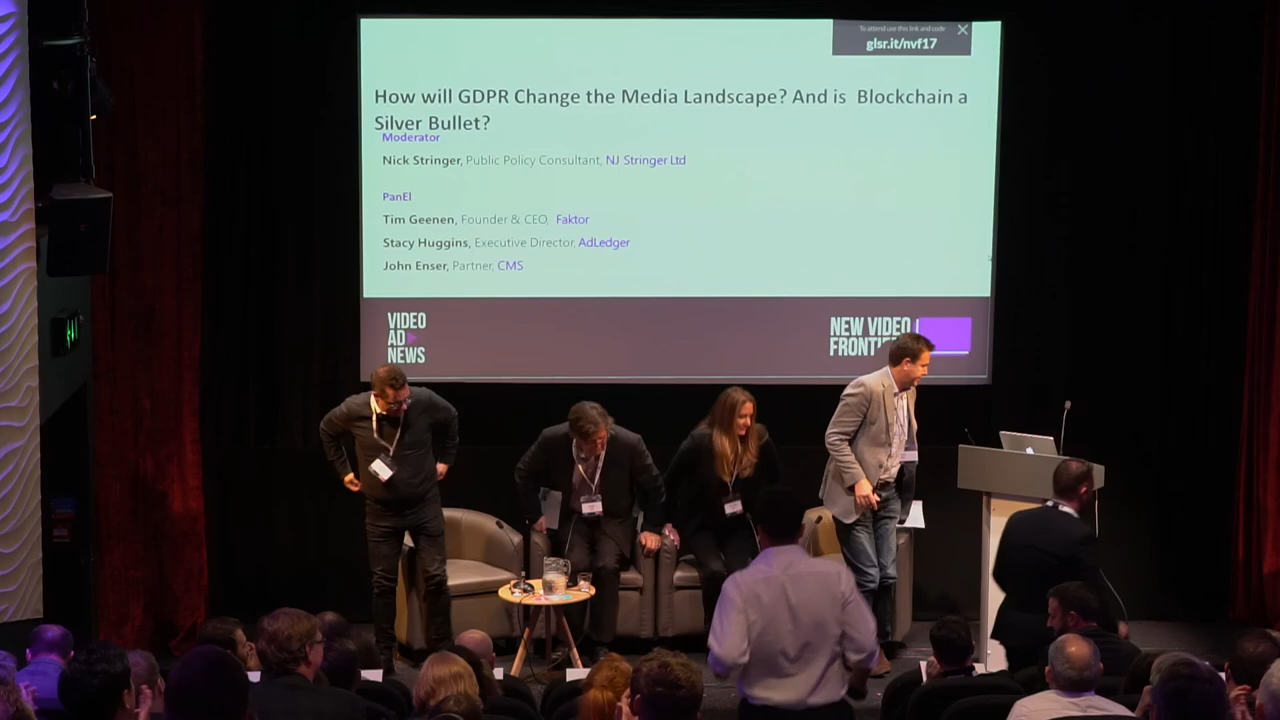 To attend use this link and code
glsr.it/nvf17
How will GDPR Change the Media Landscape? And is Blockchain a
Silver Bullet?
Moderator
Nick Stringer, Public Policy Consultant, NJ Stringer Ltd
PanEl
Tim Geenen, Founder & CEO, Faktor
Stacy Huggins, Executive Director, AdLedger
John Enser, Partner, CMS
VIDEO
AD
NEWS
NEW VIDEO